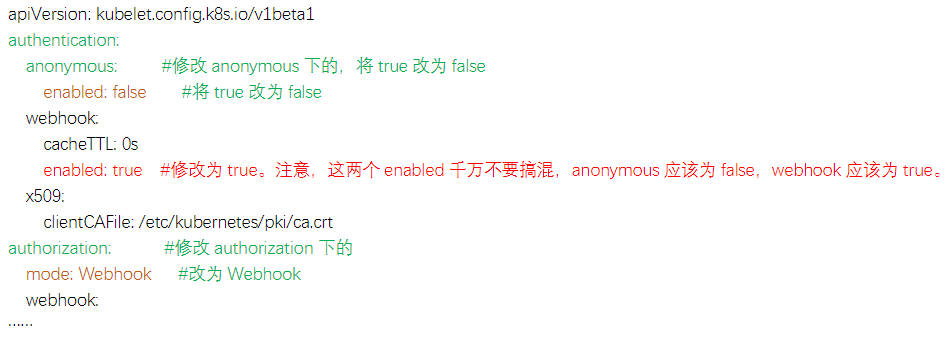 apiVersion: kubelet.config.k8s.io/v1beta1
authentication:
  anonymous:          #修改 anonymous 下的，将 true 改为 false
    enabled: false        #将 true 改为 false
  webhook:
    cacheTTL: 0s
    enabled: true    #修改为 true。注意，这两个 enabled 千万不要搞混，anonymous 应该为 false，webhook 应该为 true。
  x509:
    clientCAFile: /etc/kubernetes/pki/ca.crt
authorization:            #修改 authorization 下的
  mode: Webhook      #改为 Webhook
  webhook:
……